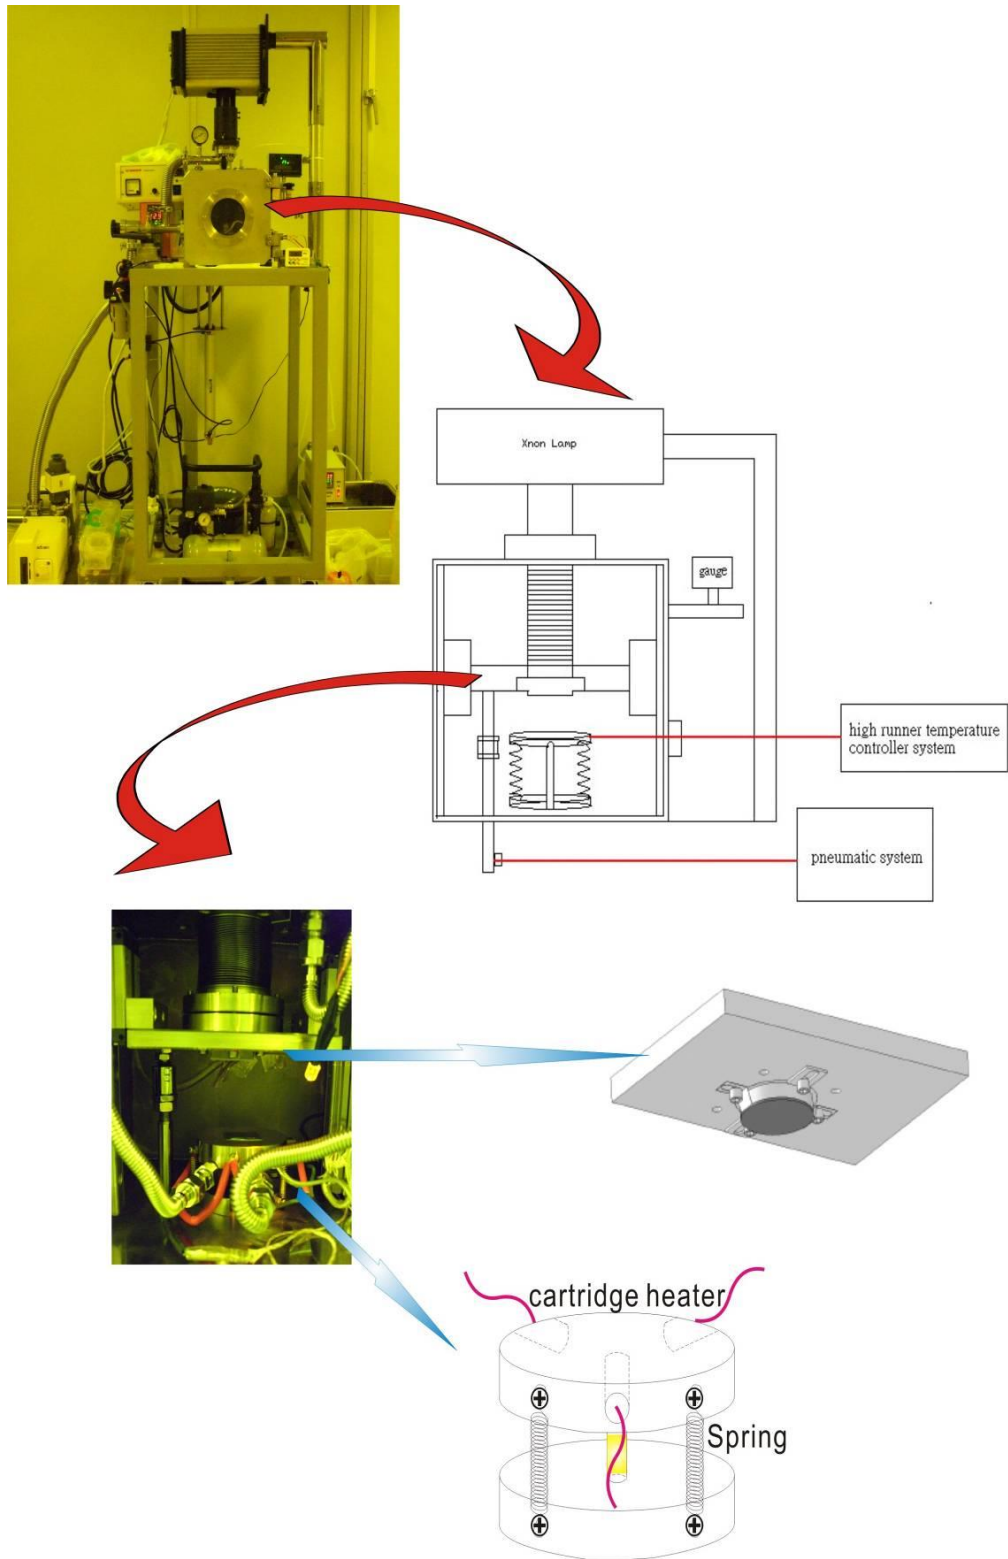 Xnon Lamp
gauge
high runner temperature
controller system
pneumatic system
cartridge heater
Spring